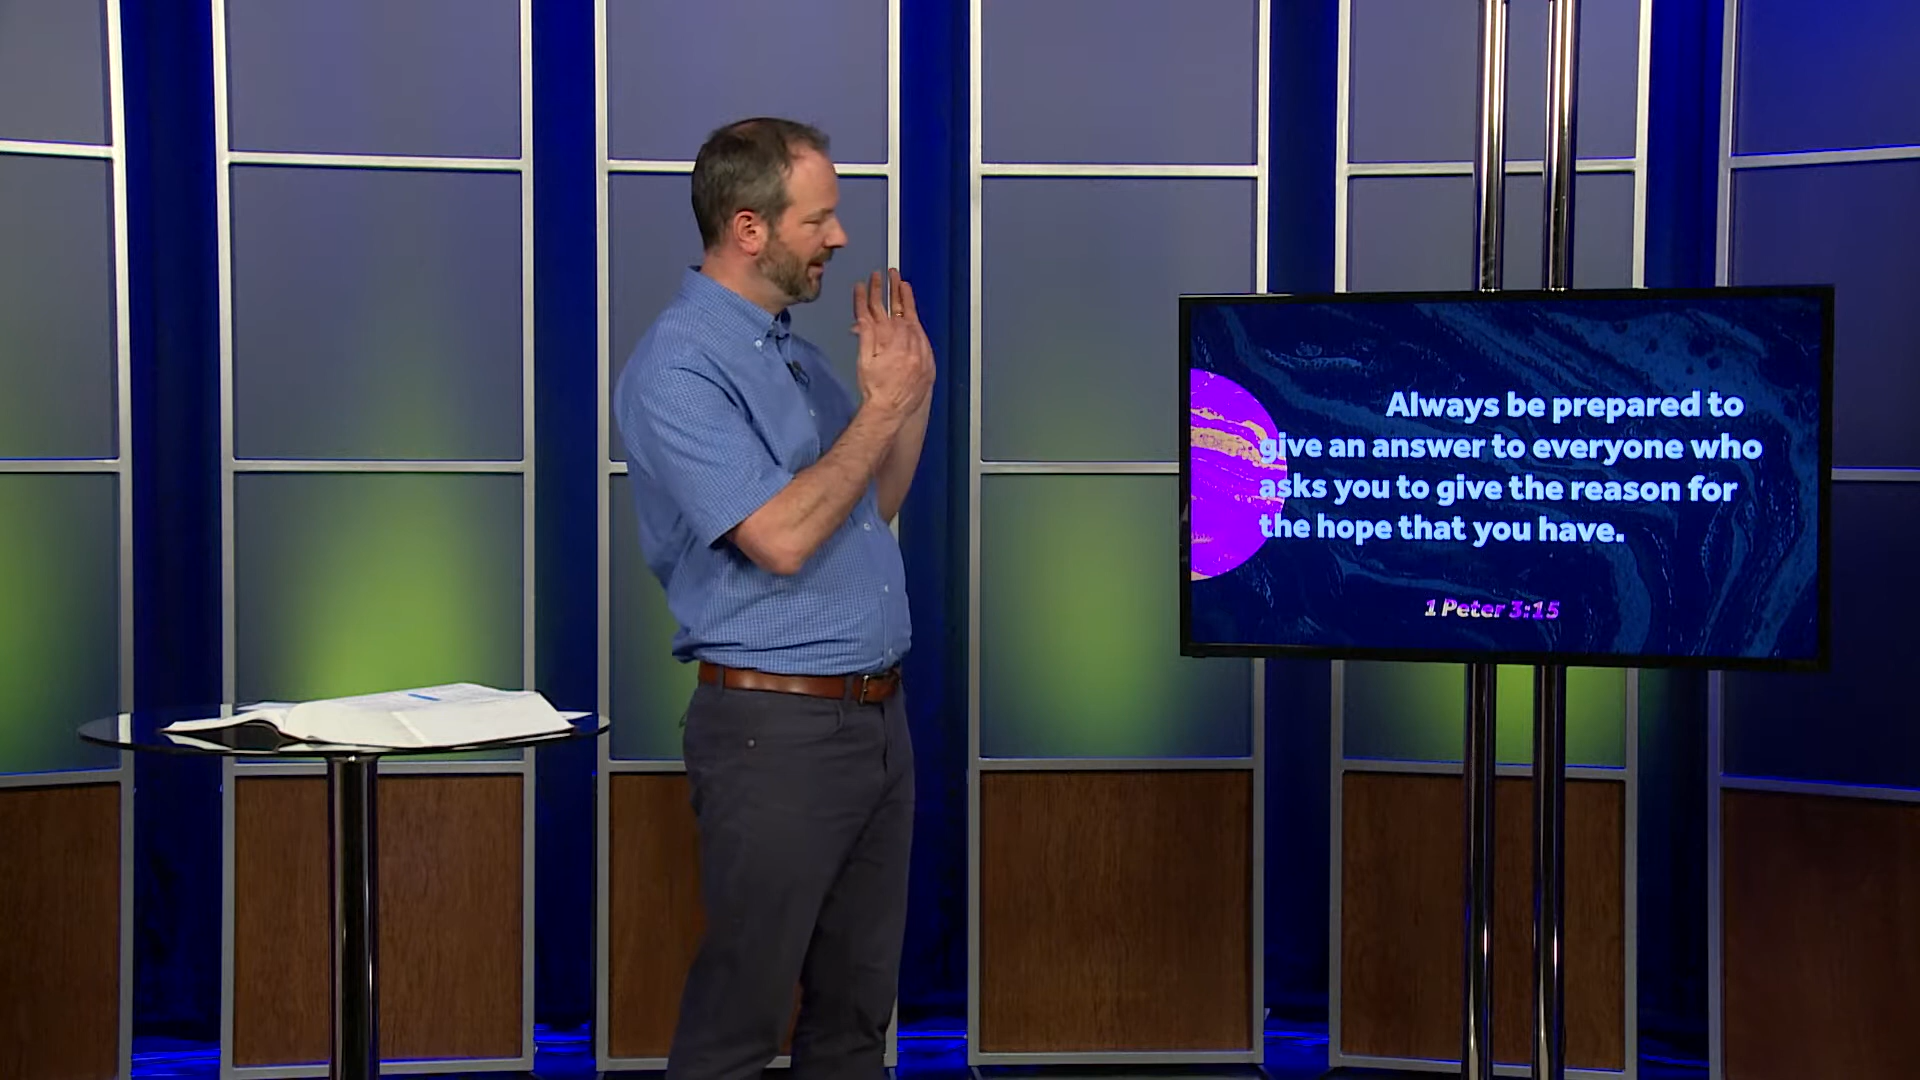 Always be prepared to
give an answer to everyone who
asks you to give the reason for
the hope that you have.
1 Peter 3:15